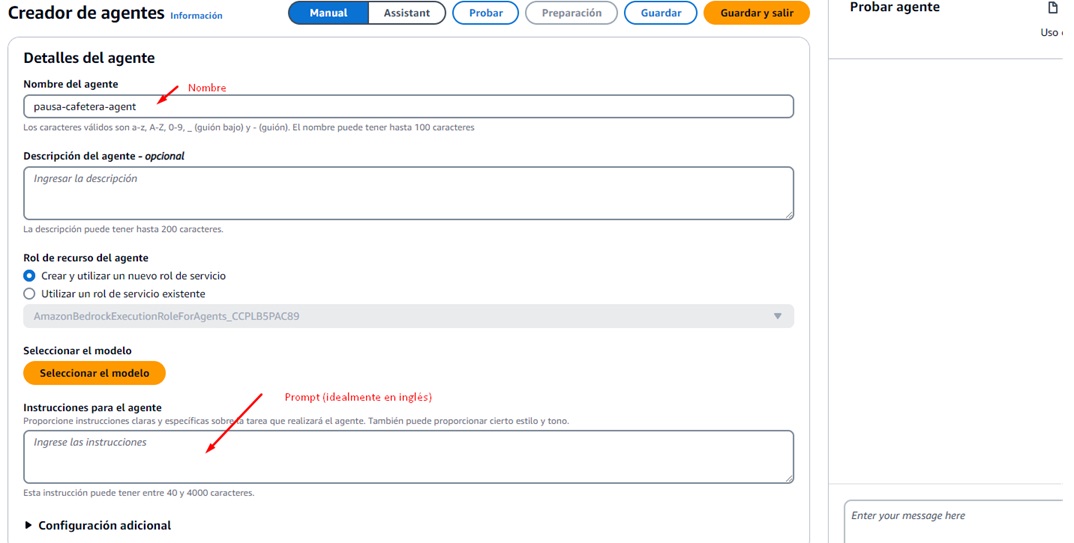 Creador de agentes Información
Manual Assistant Probar Preparación Guardar Guardar y salir
Detalles del agente
Nombre del agente
Nombre
pausa-cafetera-agent
Los caracteres válidos son a-z, A-Z, 0-9, _ (guión bajo) y - (guión). El nombre puede tener hasta 100 caracteres
Descripción del agente - opcional
Ingresar la descripción
La descripción puede tener hasta 200 caracteres.
Rol de recurso del agente
Crear y utilizar un nuevo rol de servicio
Utilizar un rol de servicio existente
AmazonBedrockExecutionRoleForAgents_CCPLB5PAC89
Seleccionar el modelo
Seleccionar el modelo
Prompt (idealmente en inglés)
Instrucciones para el agente
Proporcione instrucciones claras y específicas sobre la tarea que realizará el agente. También puede proporcionar cierto estilo y tono.
Ingrese las instrucciones
Esta instrucción puede tener entre 40 y 4000 caracteres.
Configuración adicional
Probar agente
Uso
Enter your message here